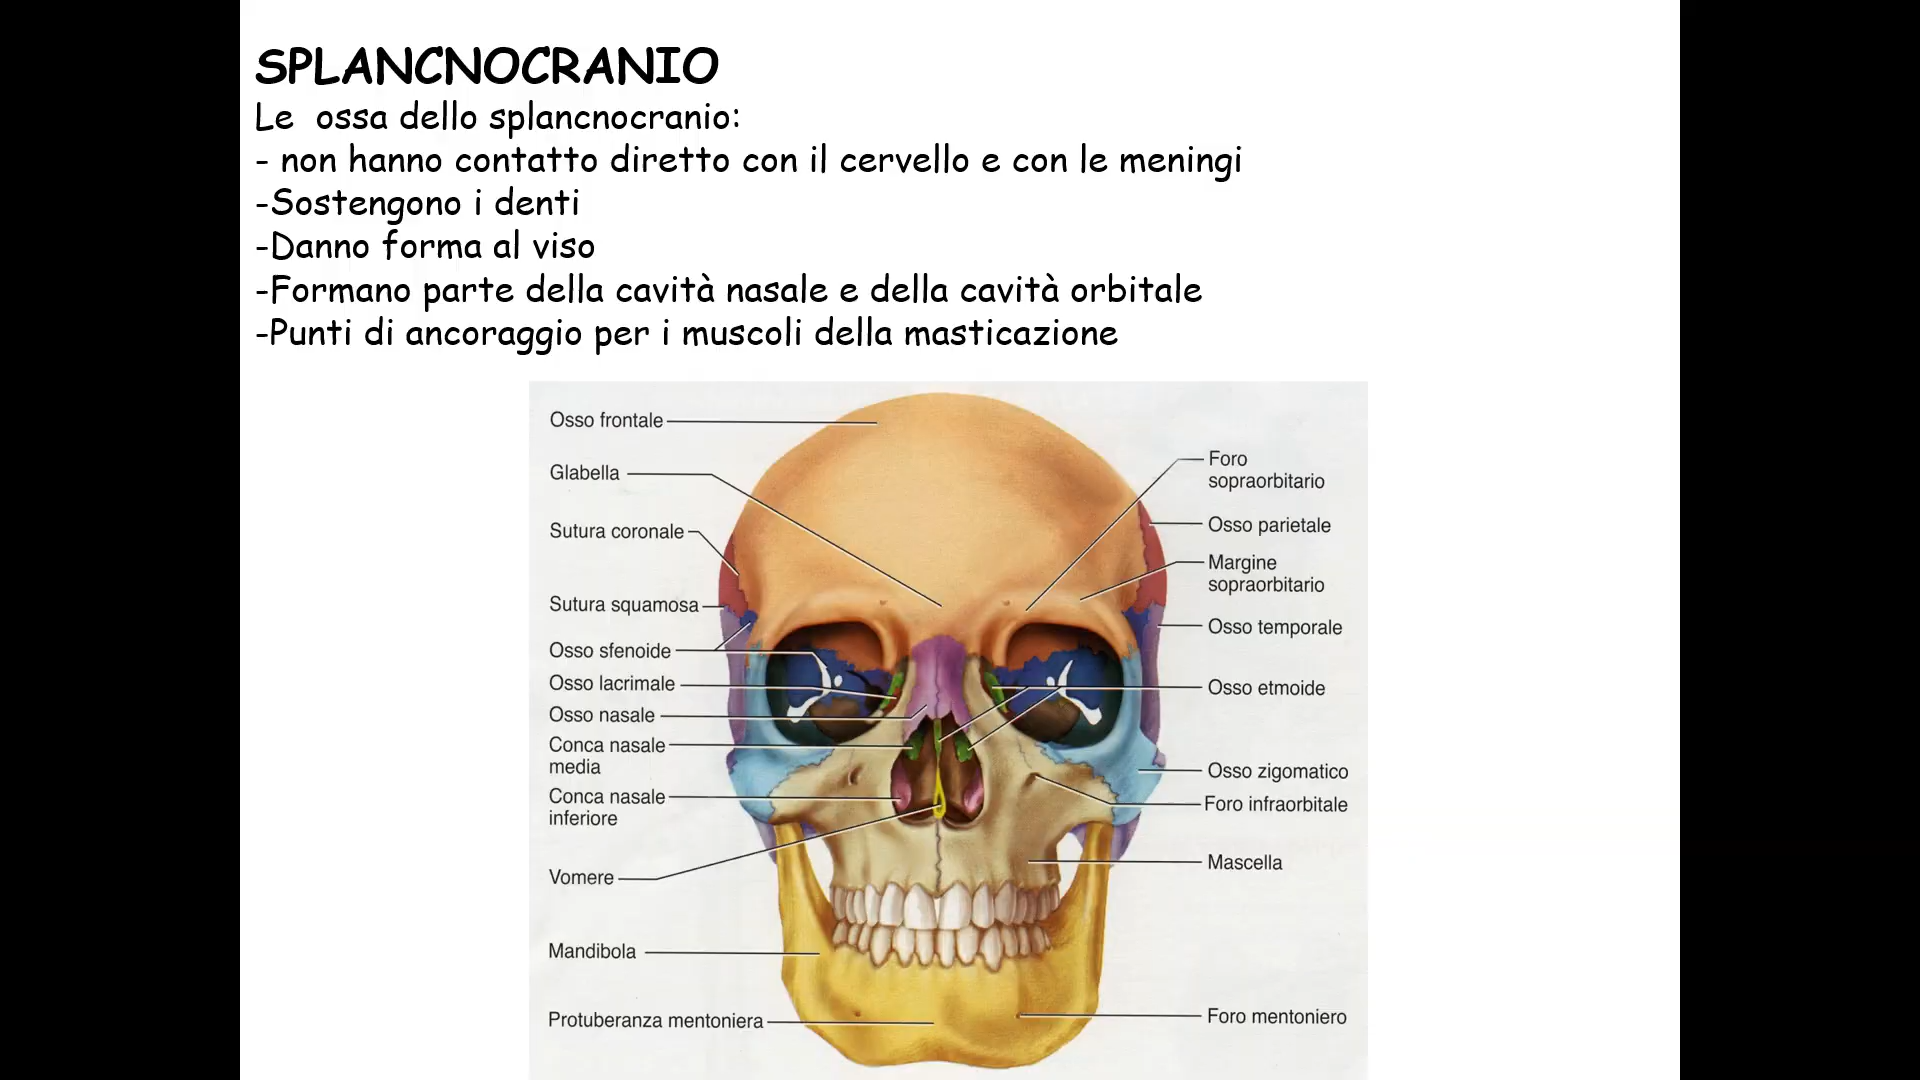 SPLANCNOCRANIO
Le  ossa dello splancnocranio:
- non hanno contatto diretto con il cervello e con le meningi
-Sostengono i denti
-Danno forma al viso
-Formano parte della cavità nasale e della cavità orbitale
-Punti di ancoraggio per i muscoli della masticazione
Osso frontale
Glabella
Sutura coronale
Sutura squamosa
Osso sfenoide
Osso lacrimale
Osso nasale
Conca nasale
media
Conca nasale
inferiore
Vomere
Mandibola
Protuberanza mentoniera
Foro
sopraorbitario
Osso parietale
Margine
sopraorbitario
Osso temporale
Osso etmoide
Osso zigomatico
Foro infraorbitale
Mascella
Foro mentoniero